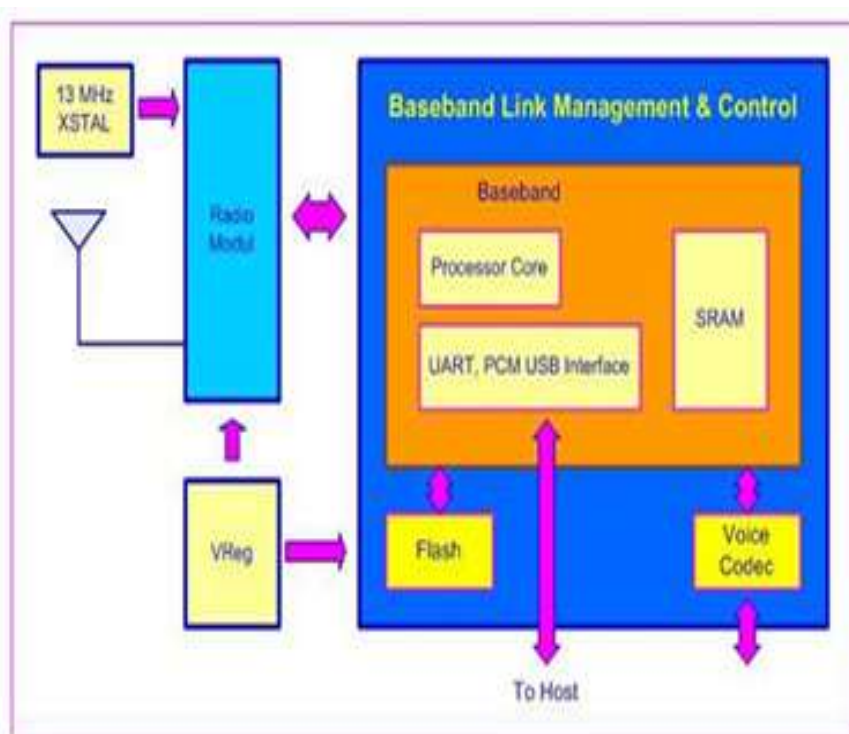 13 MHz
XSTAL
Radio
Modul
VReg
Baseband Link Management & Control
Baseband
Processor Core
UART, PCM USB Interface
SRAM
Flash
Voice
Codec
To Host